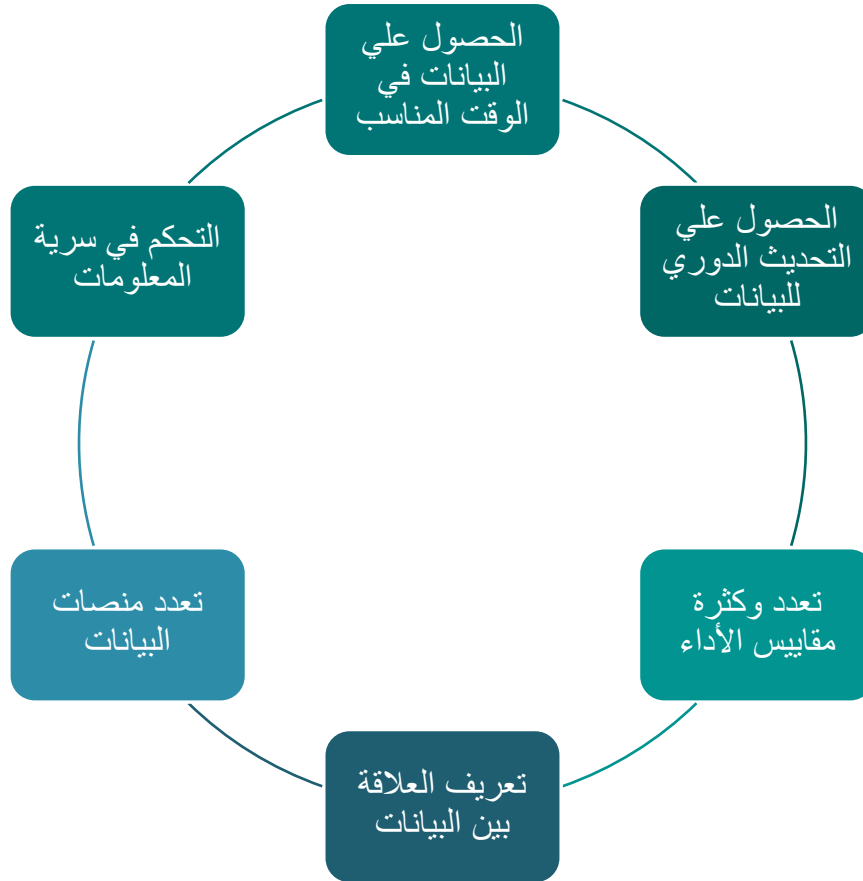 الحصول علي
البيانات في
الوقت المناسب
الحصول علي
التحديث الدوري
للبيانات
تعدد وكثرة
مقاييس الأداء
تعريف العلاقة
بين البيانات
تعدد منصات
البيانات
التحكم في سرية
المعلومات